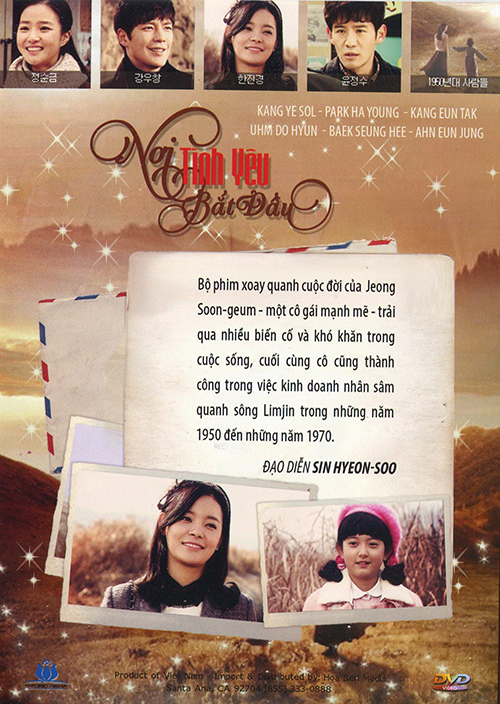 정순금
강우창
한진경
윤정수
1950년대 사람들
KANG YE SOL - PARK HA YOUNG - KANG EUN TAK
UHM DO HYUN - BAEK SEUNG HEE - AHN EUN JUNG
Nơi
Tình Yêu
Bắt Đầu
Bộ phim xoay quanh cuộc đời của Jeong
Soon-geum - một cô gái mạnh mẽ - trải
qua nhiều biến cố và khó khăn trong
cuộc sống, cuối cùng cô cũng thành
công trong việc kinh doanh nhân sâm
quanh sông Limjin trong những năm
1950 đến những năm 1970.
ĐẠO DIỄN SIN HYEON-SOO
Product of Viet Nam - Import & Distributed by: Hoa Sen Media
Santa Ana, CA 92704 (855) 333-0888
DVD
VIDEO